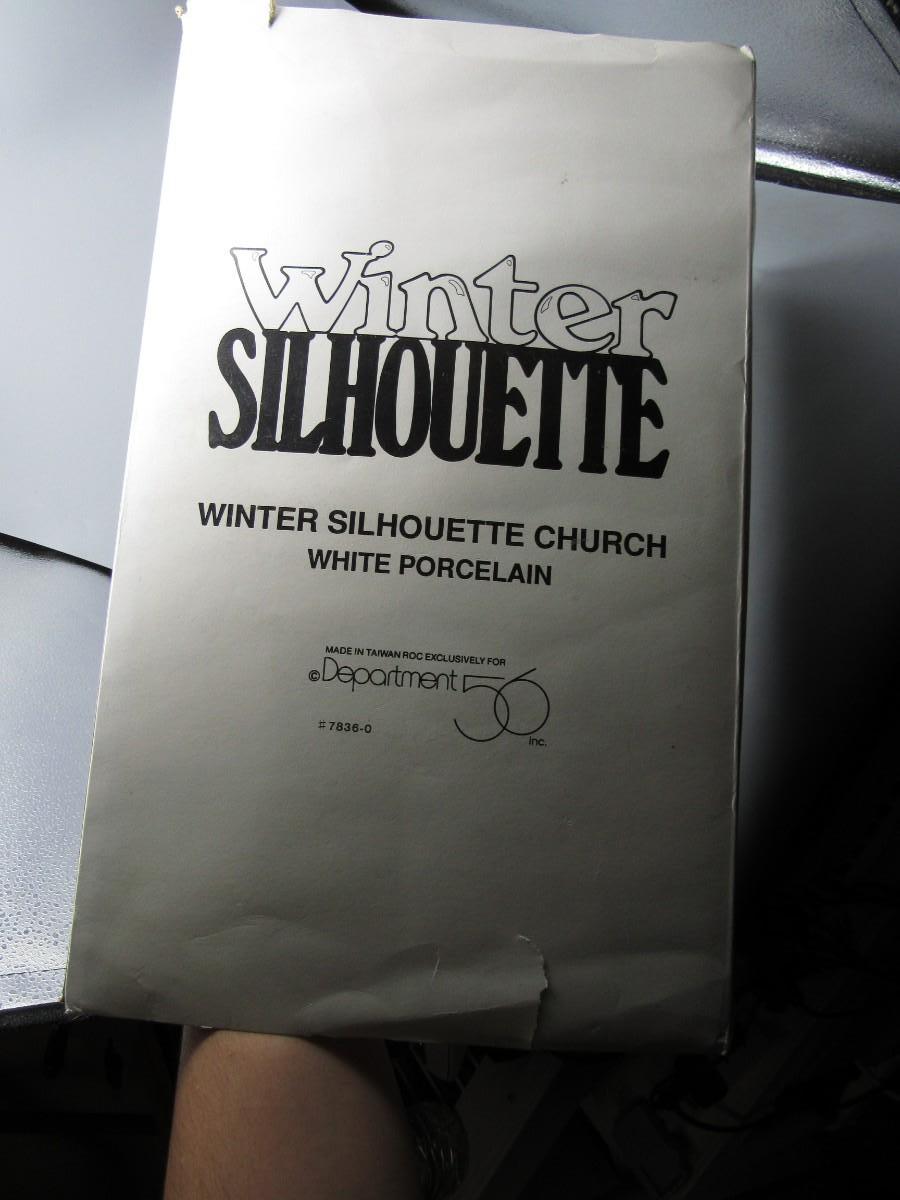 Winter
SILHOUETTE
WINTER SILHOUETTE CHURCH
WHITE PORCELAIN
MADE IN TAIWAN ROC EXCLUSIVELY FOR
© Department 56
inc.
#7836-0